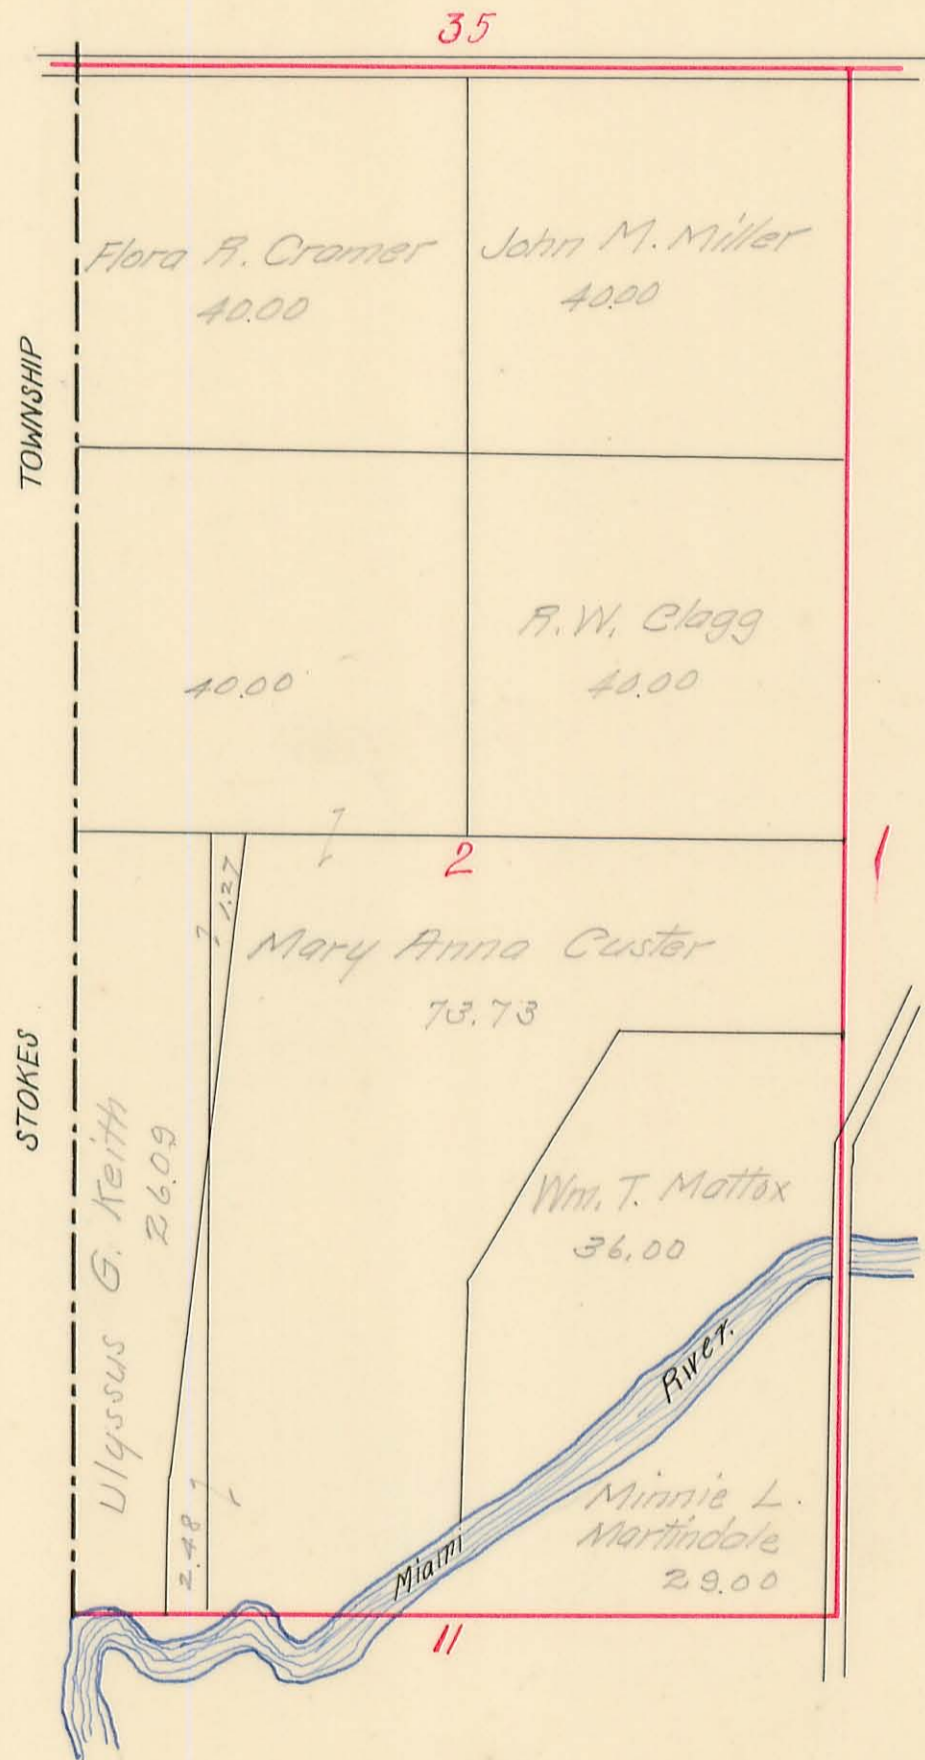 35
TOWNSHIP
STOKES
Flora R. Cramer
40.00
John M. Miller
40.00
40.00
R.W. Clagg
40.00
2
1
1.27
Mary Anna Custer
73.73
Ulyssus G. Keith
26.09
Wm. T. Mattox
36.00
Miami River.
Minnie L.
Martindale
29.00
2.48
11